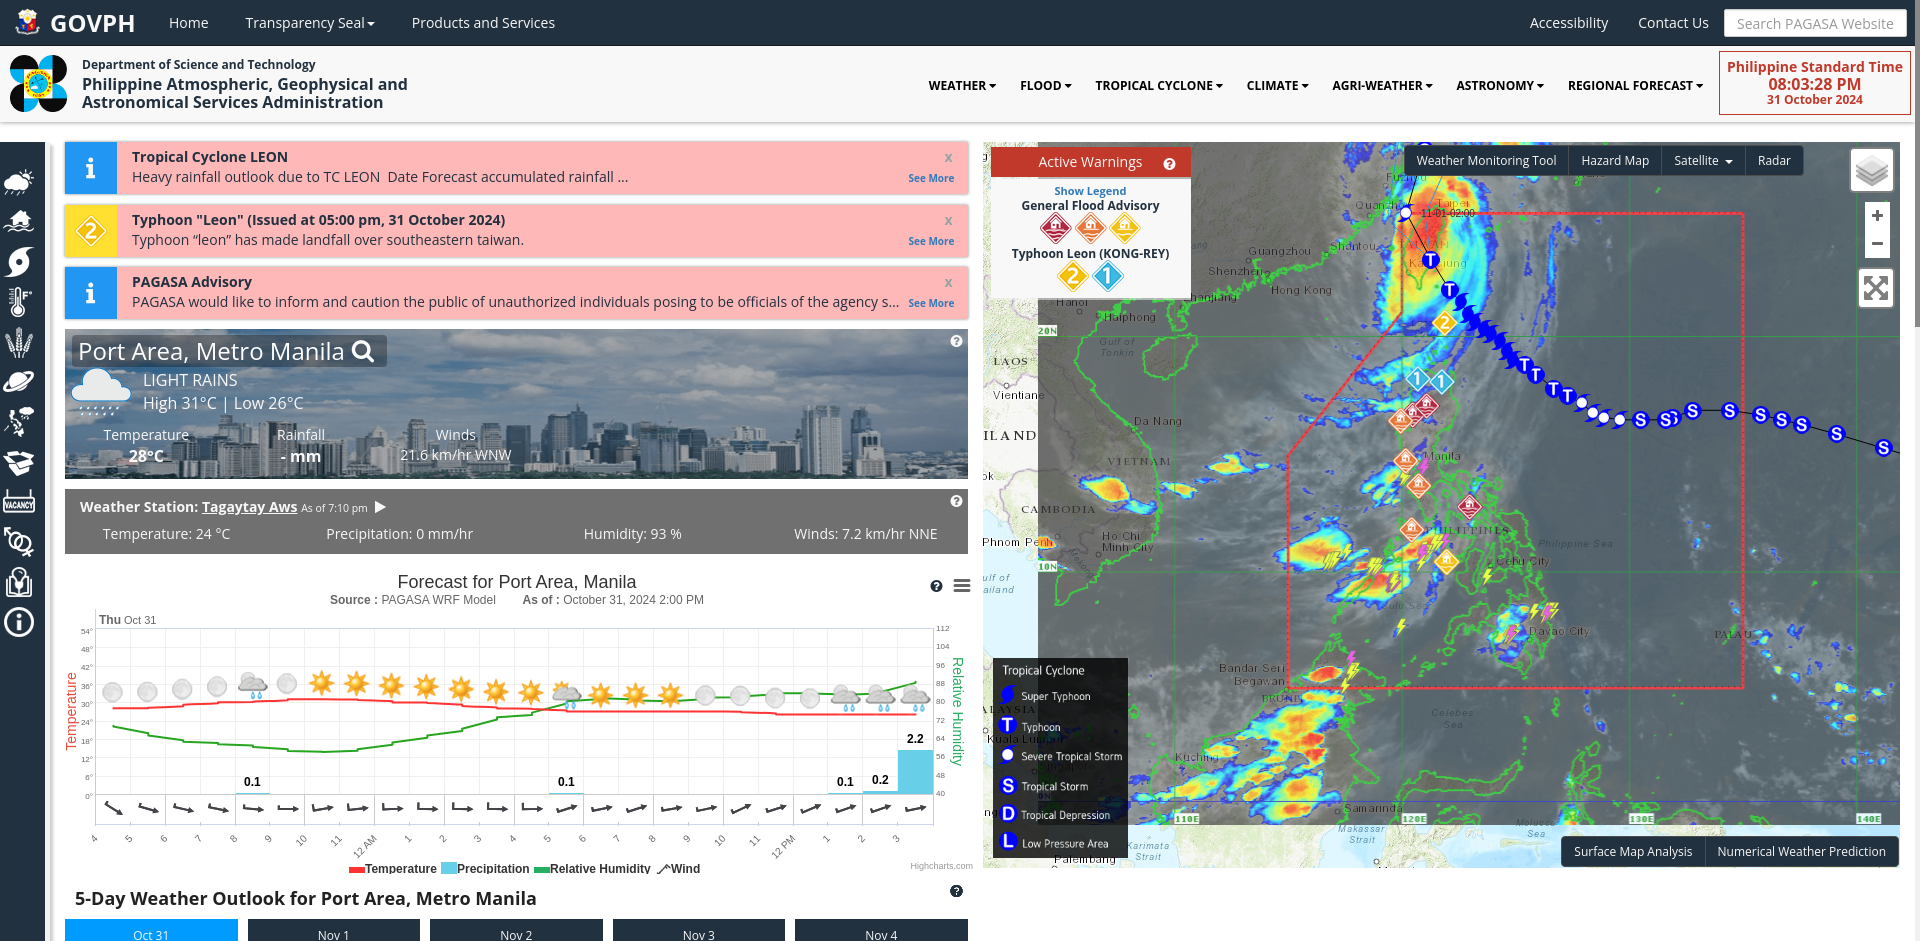 GOVPH
Home
Transparency Seal
Products and Services
Accessibility
Contact Us
Search PAGASA Website
Department of Science and Technology
Philippine Atmospheric, Geophysical and
Astronomical Services Administration
WEATHER
FLOOD
TROPICAL CYCLONE
CLIMATE
AGRI-WEATHER
ASTRONOMY
REGIONAL FORECAST
Philippine Standard Time
08:03:28 PM
31 October 2024
Tropical Cyclone LEON
x
Heavy rainfall outlook due to TC LEON Date Forecast accumulated rainfall ...
See More
2
Typhoon "Leon" (Issued at 05:00 pm, 31 October 2024)
x
Typhoon “leon” has made landfall over southeastern taiwan.
See More
PAGASA Advisory
x
PAGASA would like to inform and caution the public of unauthorized individuals posing to be officials of the agency s...
See More
Port Area, Metro Manila
LIGHT RAINS
High 31°C | Low 26°C
Temperature
Rainfall
Winds
28°C
- mm
21.6 km/hr WNW
Weather Station: Tagaytay Aws As of 7:10 pm
Temperature: 24 °C
Precipitation: 0 mm/hr
Humidity: 93 %
Winds: 7.2 km/hr NNE
VACANCY
Forecast for Port Area, Manila
Source : PAGASA WRF Model As of : October 31, 2024 2:00 PM
Thu Oct 31
Temperature
54°
48°
42°
36°
30°
24°
18°
12°
6°
0°
112
104
96
88
80
72
64
56
48
40
Relative Humidity
0.1
0.1
0.1
0.2
2.2
4
5
6
7
8
9
10
11
12 AM
1
2
3
4
5
6
7
8
9
10
11
12 PM
1
2
3
Temperature
Precipitation
Relative Humidity
Wind
Highcharts.com
5-Day Weather Outlook for Port Area, Metro Manila
Oct 31
Nov 1
Nov 2
Nov 3
Nov 4
Active Warnings
Show Legend
General Flood Advisory
Typhoon Leon (KONG-REY)
2
1
Weather Monitoring Tool
Hazard Map
Satellite
Radar
+
−
11-01 02:00
Taipei
Quanzhou
Guangzhou
Shantou
Shenzhen
Hong Kong
Zhanjiang
Hanoi
Haiphong
Gulf of
Tonkin
20N
LAOS
Vientiane
Da Nang
VIETNAM
CAMBODIA
Phnom Penh
Ho Chi
Minh City
10N
2
1
1
Manila
PHILIPPINES
Philippine Sea
Cebu City
Sulu Sea
Davao City
PALAU
Bandar Seri
Begawan
BRUNEI
Celebes
Sea
Kuching
Kuala Lumpur
Samarinda
110E
120E
130E
140E
Makassar
Strait
Karimata
Strait
Palembang
Tropical Cyclone
Super Typhoon
T Typhoon
Severe Tropical Storm
S Tropical Storm
D Tropical Depression
L Low Pressure Area
Surface Map Analysis
Numerical Weather Prediction